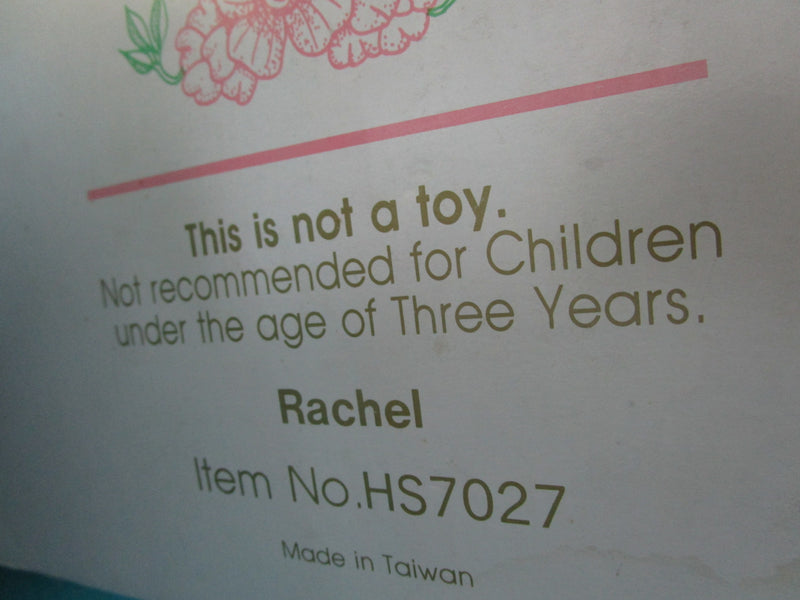 This is not a toy.
Not recommended for Children
under the age of Three Years.
Rachel
Item No.HS7027
Made in Taiwan